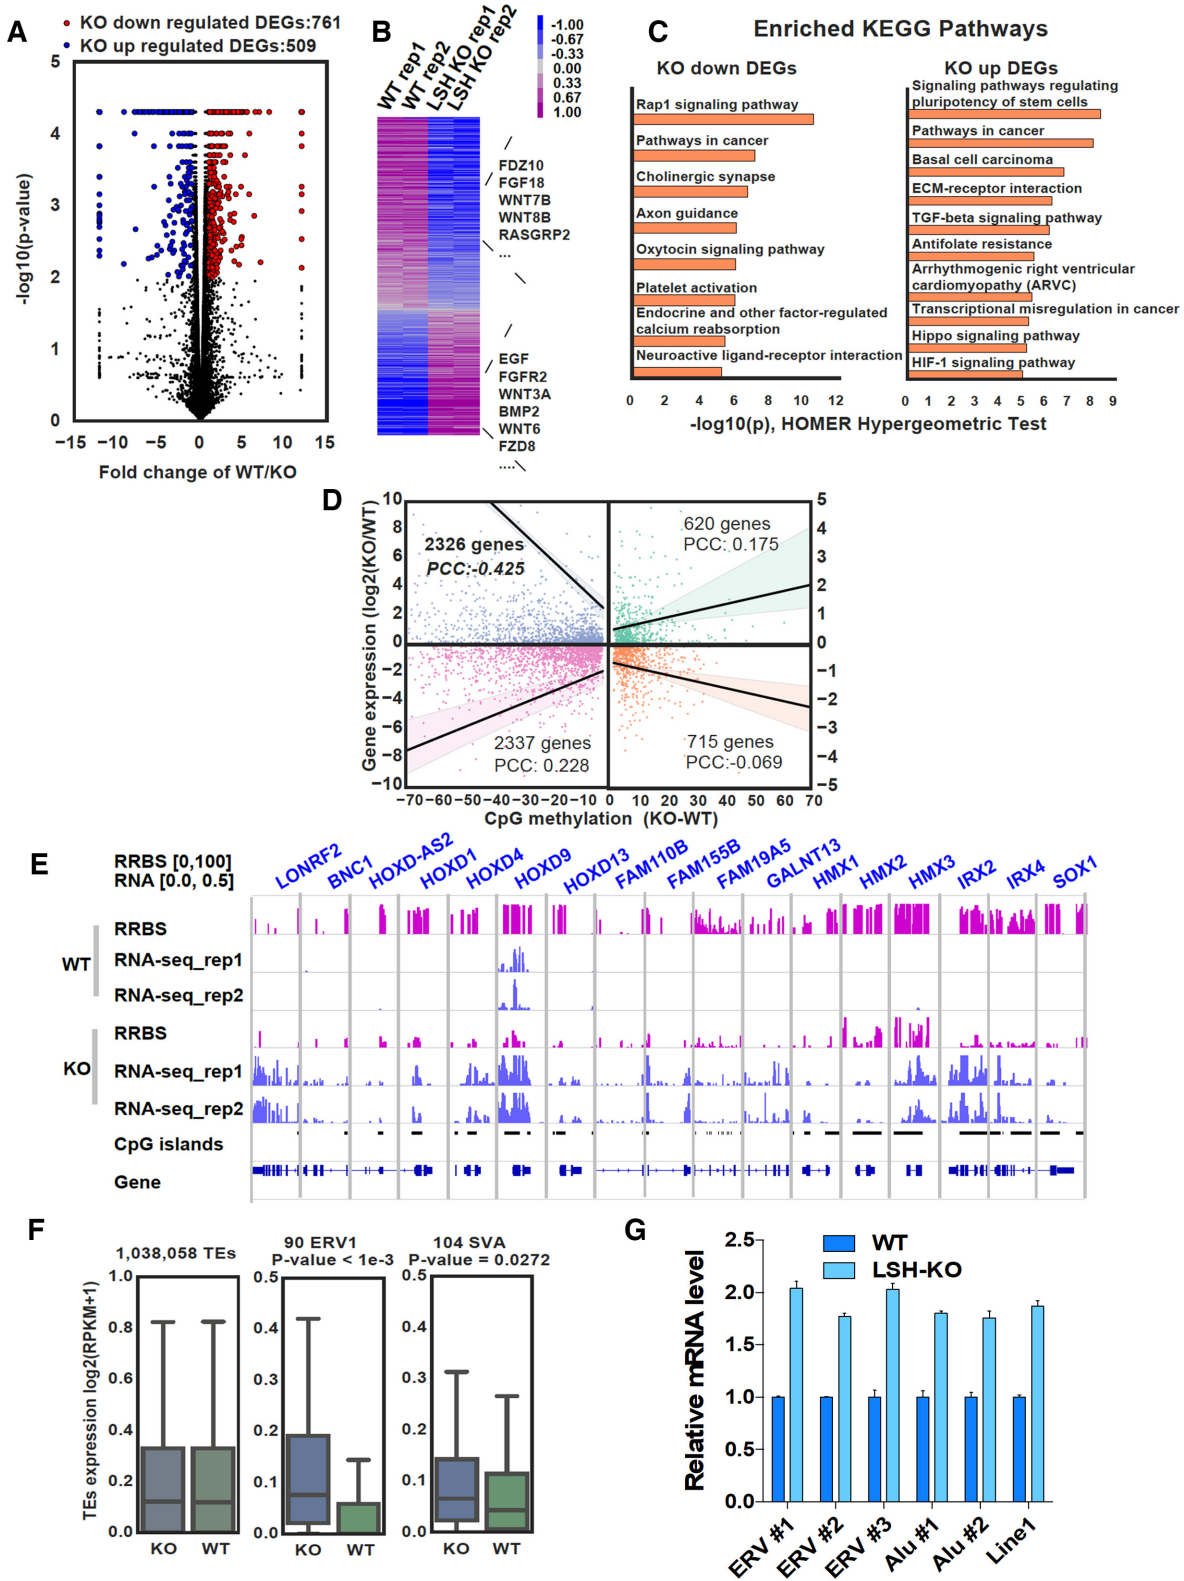 A
KO down regulated DEGs:761
KO up regulated DEGs:509
5
4
3
2
1
0
-log10(p-value)
−15 −10 −5 0 5 10 15
Fold change of WT/KO
B
WT rep1
WT rep2
LSH KO rep1
LSH KO rep2
-1.00
-0.67
-0.33
0.00
0.33
0.67
1.00
FDZ10
FGF18
WNT7B
WNT8B
RASGRP2
...
EGF
FGFR2
WNT3A
BMP2
WNT6
FZD8
....
C
Enriched KEGG Pathways
KO down DEGs
Rap1 signaling pathway
Pathways in cancer
Cholinergic synapse
Axon guidance
Oxytocin signaling pathway
Platelet activation
Endocrine and other factor-regulated
calcium reabsorption
Neuroactive ligand-receptor interaction
0 2 4 6 8 10 12
KO up DEGs
Signaling pathways regulating
pluripotency of stem cells
Pathways in cancer
Basal cell carcinoma
ECM-receptor interaction
TGF-beta signaling pathway
Antifolate resistance
Arrhythmogenic right ventricular
cardiomyopathy (ARVC)
Transcriptional misregulation in cancer
Hippo signaling pathway
HIF-1 signaling pathway
0 1 2 3 4 5 6 7 8 9
-log10(p), HOMER Hypergeometric Test
D
Gene expression (log2(KO/WT)
10
8
6
4
2
0
−2
−4
−6
−8
−10
2326 genes
PCC:-0.425
620 genes
PCC: 0.175
2337 genes
PCC: 0.228
715 genes
PCC:-0.069
5
4
3
2
1
0
−1
−2
−3
−4
−5
−70 −60 −50 −40 −30 −20 −10 0 10 20 30 40 50 60 70
CpG methylation (KO-WT)
E
RRBS [0,100]
RNA [0.0, 0.5]
LONRF2
BNC1
HOXD-AS2
HOXD1
HOXD4
HOXD9
HOXD13
FAM110B
FAM155B
FAM19A5
GALNT13
HMX1
HMX2
HMX3
IRX2
IRX4
SOX1
WT
RRBS
RNA-seq_rep1
RNA-seq_rep2
KO
RRBS
RNA-seq_rep1
RNA-seq_rep2
CpG islands
Gene
F
TEs expression log2(RPKM+1)
1,038,058 TEs
1.0
0.8
0.6
0.4
0.2
0.0
KO WT
90 ERV1
P-value < 1e-3
0.5
0.4
0.3
0.2
0.1
0.0
KO WT
104 SVA
P-value = 0.0272
0.5
0.4
0.3
0.2
0.1
0.0
KO WT
G
Relative mRNA level
WT
LSH-KO
2.5
2.0
1.5
1.0
0.5
0.0
ERV #1
ERV #2
ERV #3
Alu #1
Alu #2
Line1